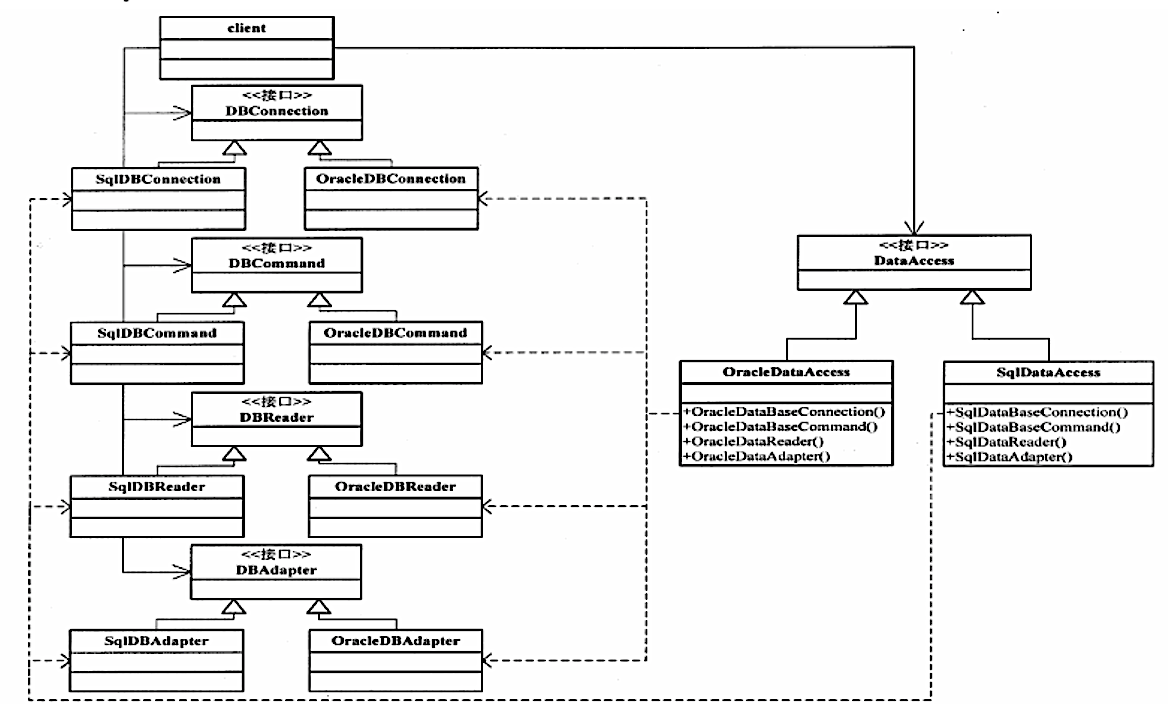 client
<<接口>>
DBConnection
SqlDBConnection
OracleDBConnection
<<接口>>
DBCommand
SqlDBCommand
OracleDBCommand
<<接口>>
DBReader
SqlDBReader
OracleDBReader
<<接口>>
DBAdapter
SqlDBAdapter
OracleDBAdapter
<<接口>>
DataAccess
OracleDataAccess
+OracleDataBaseConnection()
+OracleDataBaseCommand()
+OracleDataReader()
+OracleDataAdapter()
SqlDataAccess
+SqlDataBaseConnection()
+SqlDataBaseCommand()
+SqlDataReader()
+SqlDataAdapter()